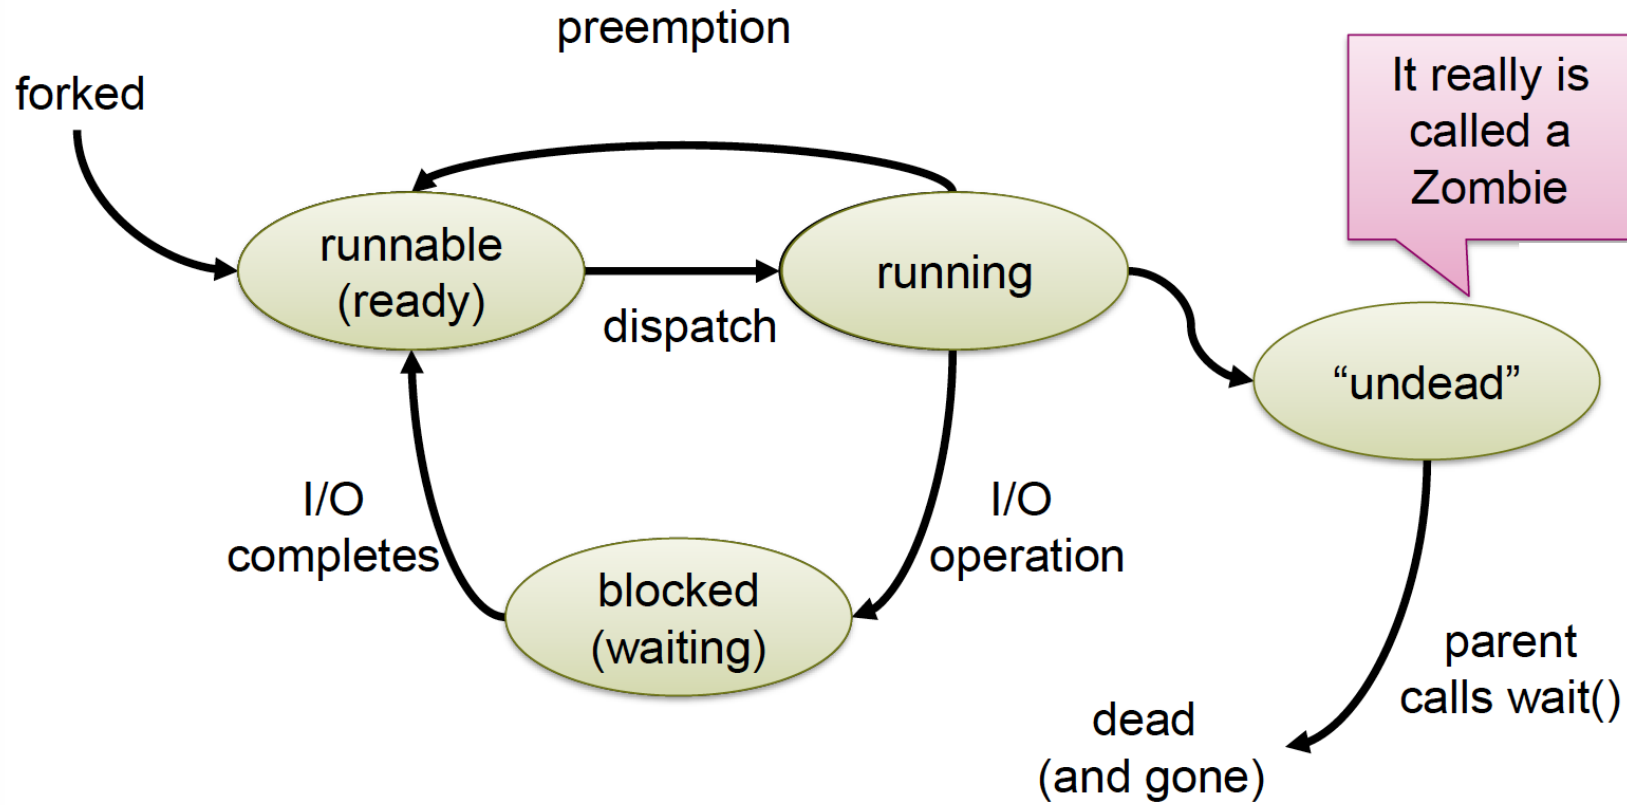 preemption
forked
It really is
called a
Zombie
runnable
(ready)
running
dispatch
“undead”
I/O
completes
I/O
operation
blocked
(waiting)
parent
calls wait()
dead
(and gone)